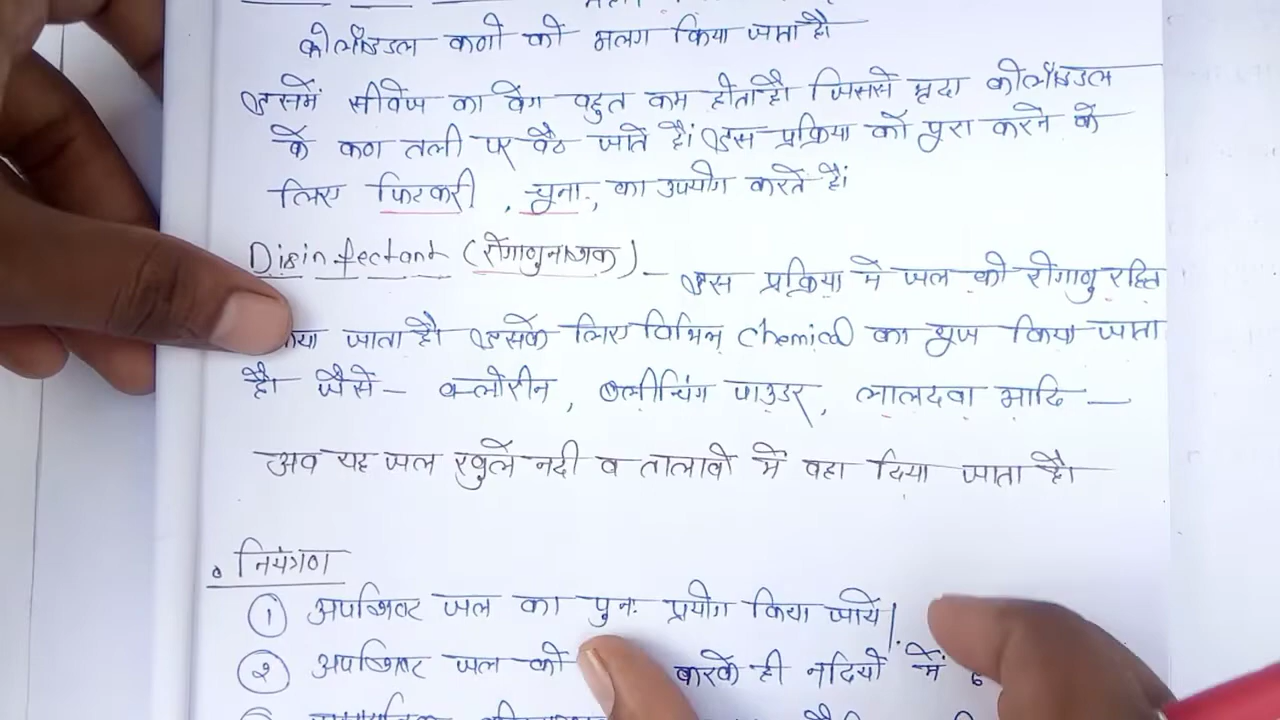 कोलॉइडल कणो को अलग किया जाता है।
इसमें सीवेज का वेग बहुत कम होता है। जिससे मृदा कोलॉइडल
के कण तली पर बैठ जाते हैं। इस प्रक्रिया को पुरा करने के
लिए फिटकरी, चूना, का उपयोग करते हैं।
Disinfectant (रोगाणुनाशक) – इस प्रक्रिया में जल को रोगाणु रहित
जाता है। इसके लिए विभिन्न chemical का यूज किया जाता
है। जैसे – क्लोरीन, ब्लीचिंग पाउडर, लालदवा आदि –
अब यह जल खुले नदी व तालाबो में बहा दिया जाता है।
नियंत्रण
① अपशिष्ट जल का पुनः प्रयोग किया जाये।
② अपशिष्ट जल को करके ही नदियों में